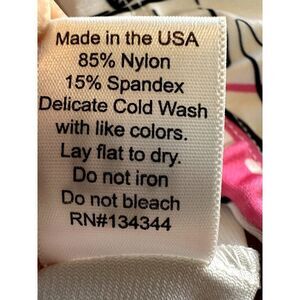 Made in the USA
85% Nylon
15% Spandex
Delicate Cold Wash
with like colors.
Lay flat to dry.
Do not iron
Do not bleach
RN#134344